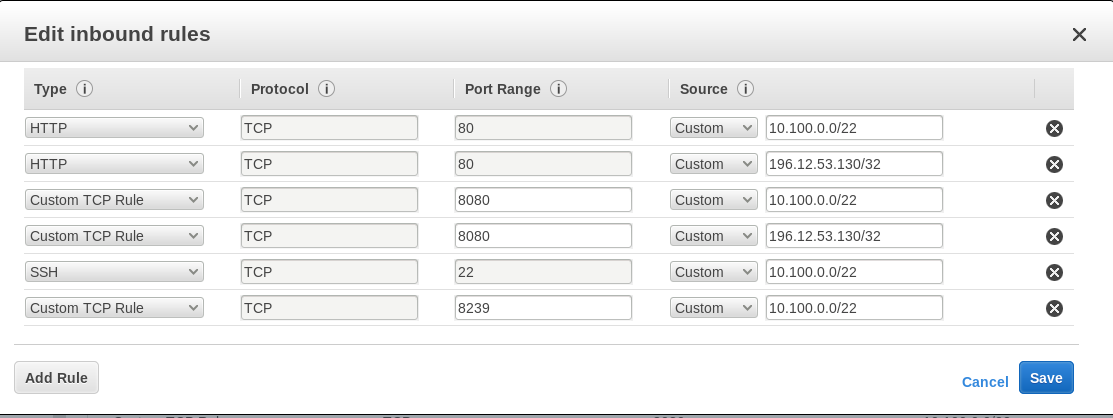 Edit inbound rules
Type Protocol Port Range Source
HTTP TCP 80 Custom 10.100.0.0/22
HTTP TCP 80 Custom 196.12.53.130/32
Custom TCP Rule TCP 8080 Custom 10.100.0.0/22
Custom TCP Rule TCP 8080 Custom 196.12.53.130/32
SSH TCP 22 Custom 10.100.0.0/22
Custom TCP Rule TCP 8239 Custom 10.100.0.0/22
Add Rule Cancel Save